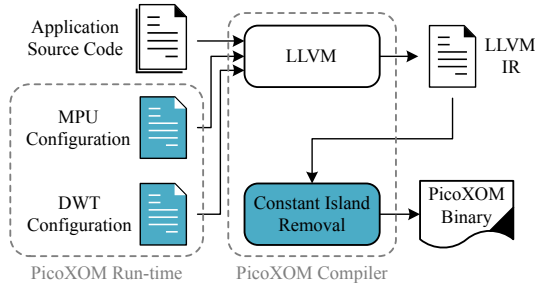 Application
Source Code
LLVM
LLVM
IR
MPU
Configuration
DWT
Configuration
Constant Island
Removal
PicoXOM
Binary
PicoXOM Run-time
PicoXOM Compiler